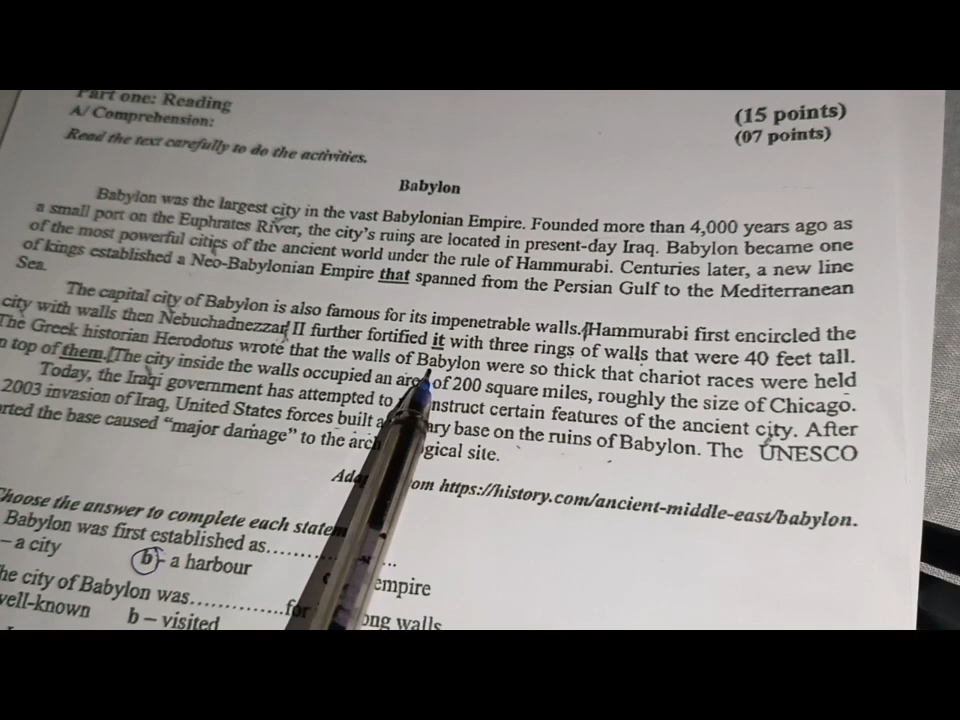 Part one: Reading
(15 points)
A/ Comprehension:
(07 points)
Read the text carefully to do the activities.
Babylon
Babylon was the largest city in the vast Babylonian Empire. Founded more than 4,000 years ago as
a small port on the Euphrates River, the city's ruins are located in present-day Iraq. Babylon became one
of the most powerful cities of the ancient world under the rule of Hammurabi. Centuries later, a new line
of kings established a Neo-Babylonian Empire that spanned from the Persian Gulf to the Mediterranean
Sea.
The capital city of Babylon is also famous for its impenetrable walls. Hammurabi first encircled the
city with walls then Nebuchadnezzar II further fortified it with three rings of walls that were 40 feet tall.
The Greek historian Herodotus wrote that the walls of Babylon were so thick that chariot races were held
top of them. The city inside the walls occupied an area of 200 square miles, roughly the size of Chicago.
Today, the Iraqi government has attempted to certain features of the ancient city. After
2003 invasion of Iraq, United States forces built a base on the ruins of Babylon. The UNESCO
the base caused "major damage" to the site.
https://history.com/ancient-middle-east/babylon.
Choose the answer to complete each
Babylon was first established as..........
– a city b- a harbour empire
The city of Babylon was..............for walls
well-known b – visited